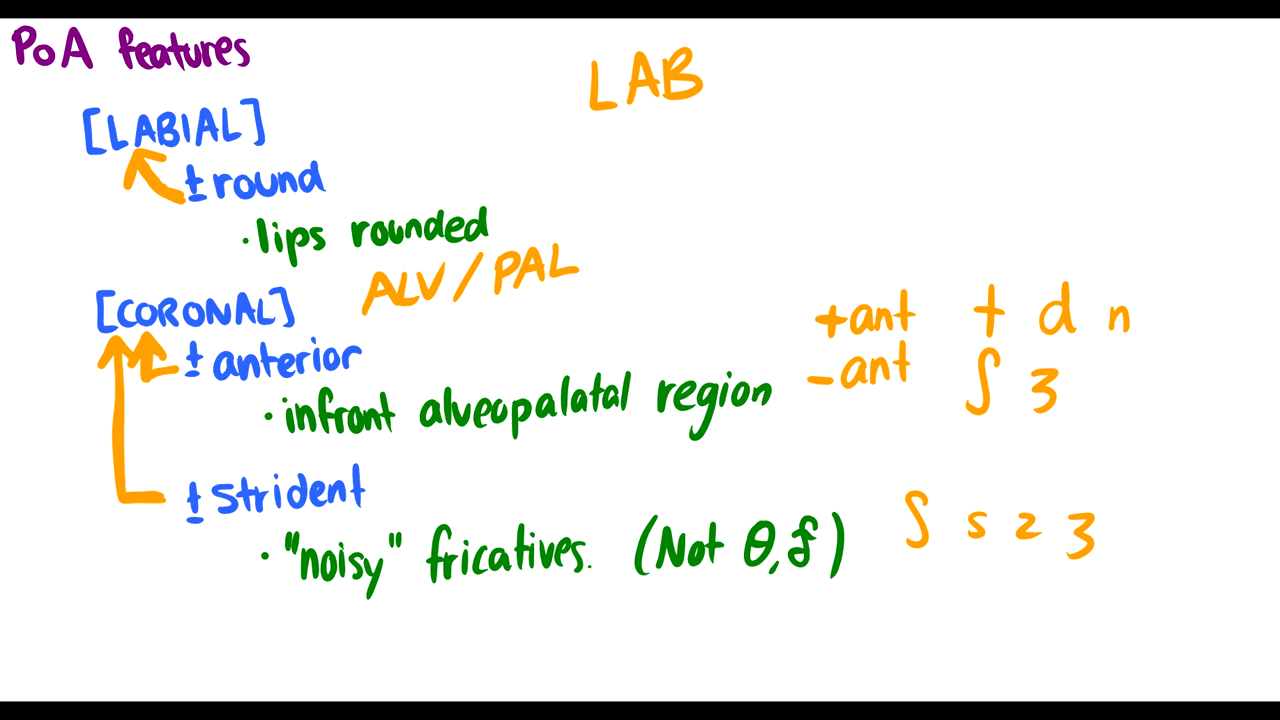 PoA features
LAB
[LABIAL]
± round
· lips rounded
ALV / PAL
[CORONAL]
± anterior
· infront alveopalatal region
+ant t d n
-ant ʃ ʒ
± strident
· "noisy" fricatives. (Not θ, ð)
ʃ s z ʒ